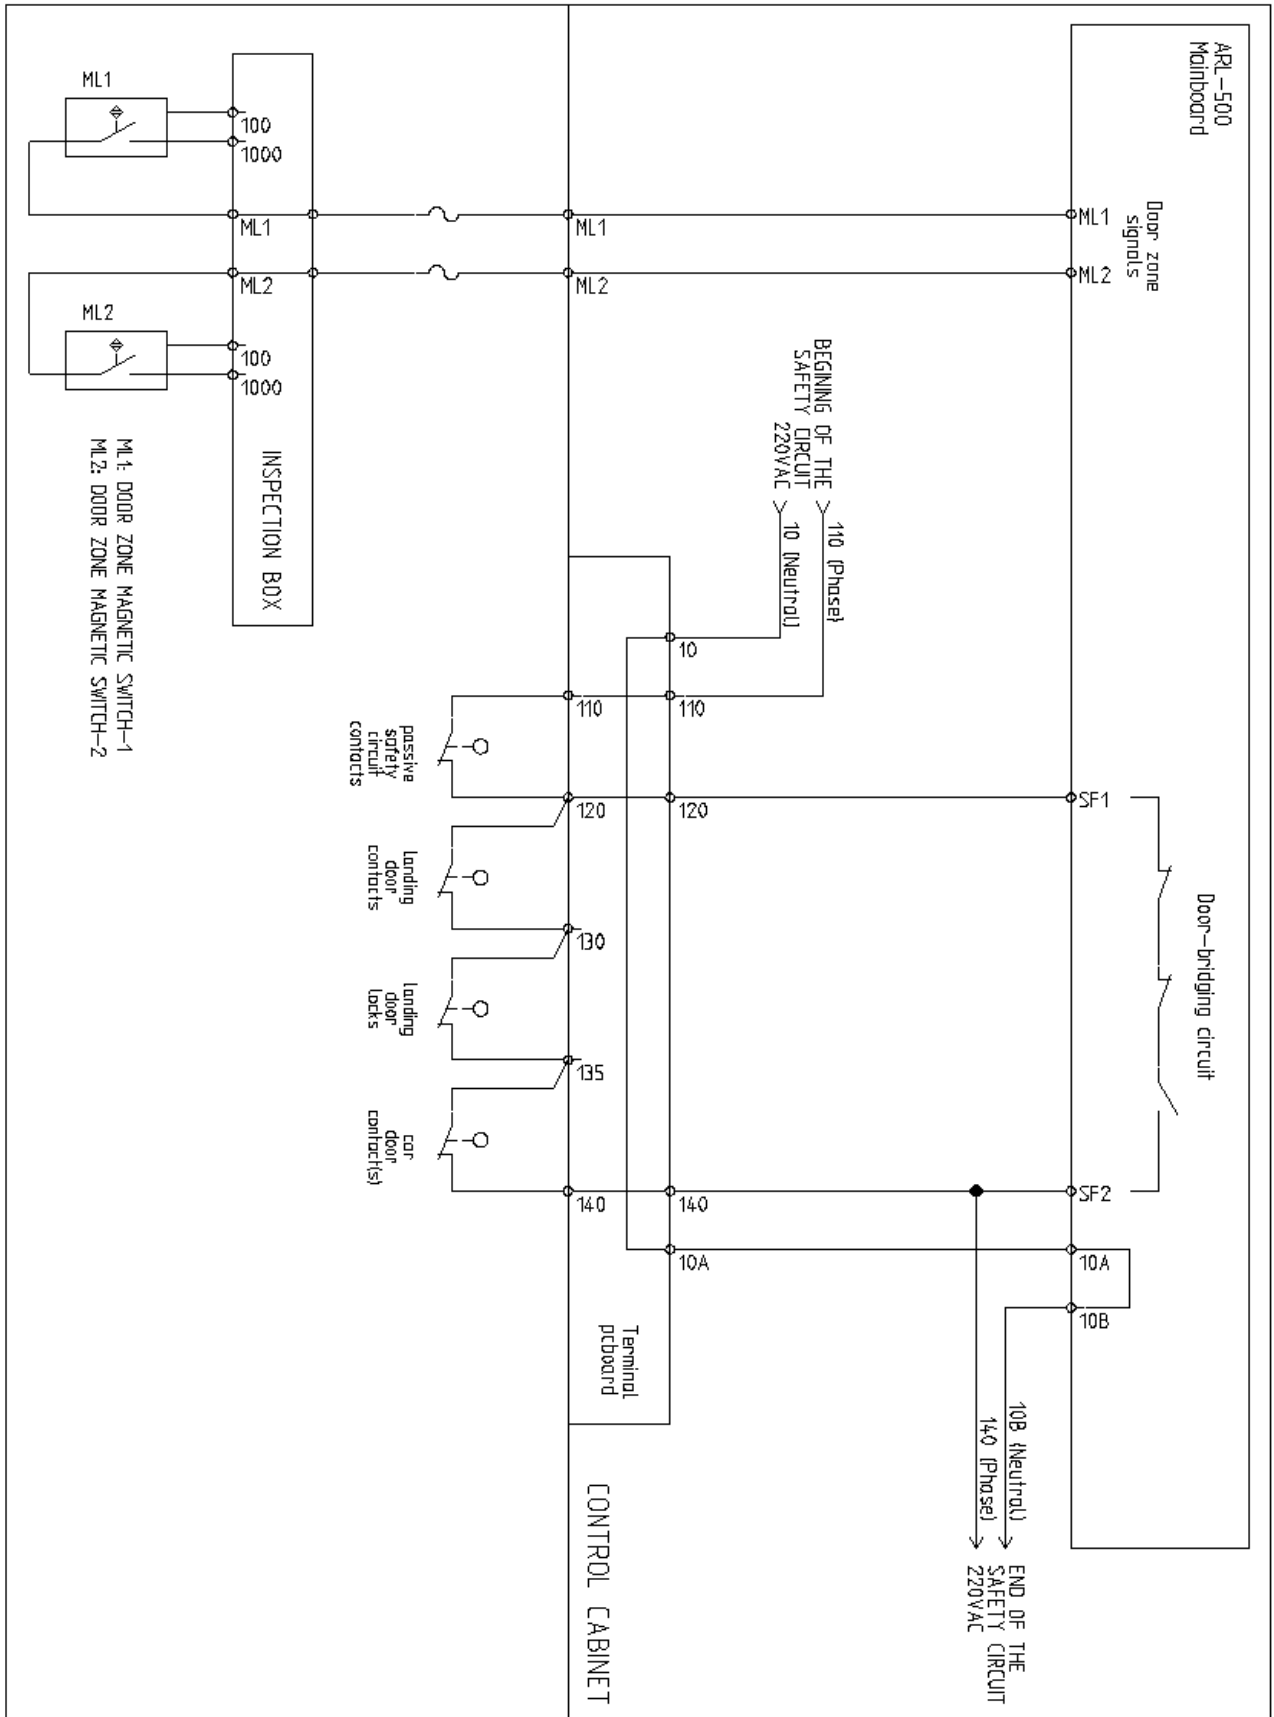 ARL-500
Mainboard
Door zone
signals
ML1
ML2
ML1
ML2
ML1
ML2
ML1
100
1000
ML2
100
1000
INSPECTION BOX
ML1: DOOR ZONE MAGNETIC SWITCH-1
ML2: DOOR ZONE MAGNETIC SWITCH-2
BEGINING OF THE
SAFETY CIRCUIT
220VAC
110 (Phase)
10 (Neutral)
10
110
110
passive
safety
circuit
contacts
120
120
SF1
landing
door
contacts
130
landing
door
locks
135
car
door
contact(s)
140
140
SF2
Door-bridging circuit
10A
10A
10B
Terminal
pcboard
10B (Neutral)
140 (Phase)
END OF THE
SAFETY CIRCUIT
220VAC
CONTROL CABINET